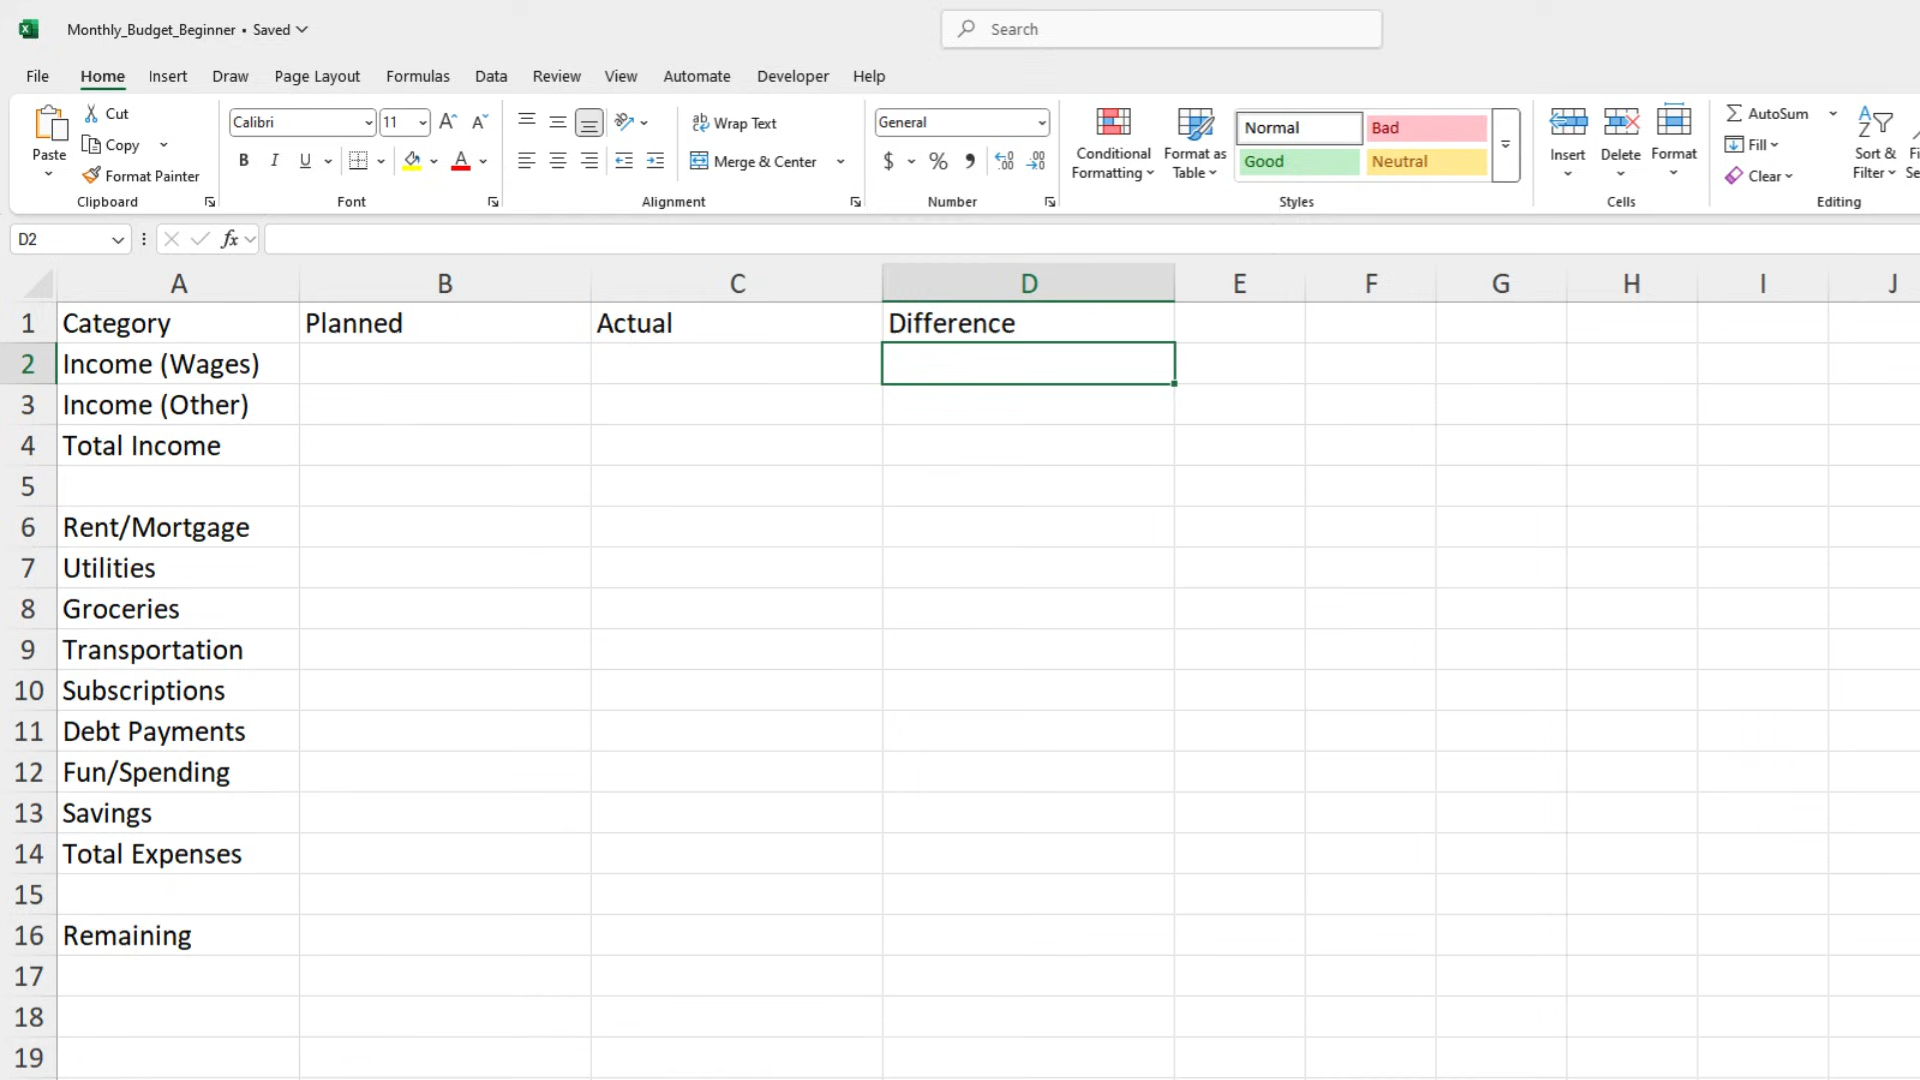 Monthly_Budget_Beginner • Saved
Search
File Home Insert Draw Page Layout Formulas Data Review View Automate Developer Help
Paste
Cut
Copy
Format Painter
Clipboard
Calibri 11
B I U A
Font
Wrap Text
Merge & Center
Alignment
General
$ % ,
Number
Conditional Formatting
Format as Table
Normal Bad
Good Neutral
Styles
Insert Delete Format
Cells
AutoSum
Fill
Clear
Sort & Filter
Editing
D2 fx
A B C D E F G H I J
1 Category Planned Actual Difference
2 Income (Wages)
3 Income (Other)
4 Total Income
5
6 Rent/Mortgage
7 Utilities
8 Groceries
9 Transportation
10 Subscriptions
11 Debt Payments
12 Fun/Spending
13 Savings
14 Total Expenses
15
16 Remaining
17
18
19